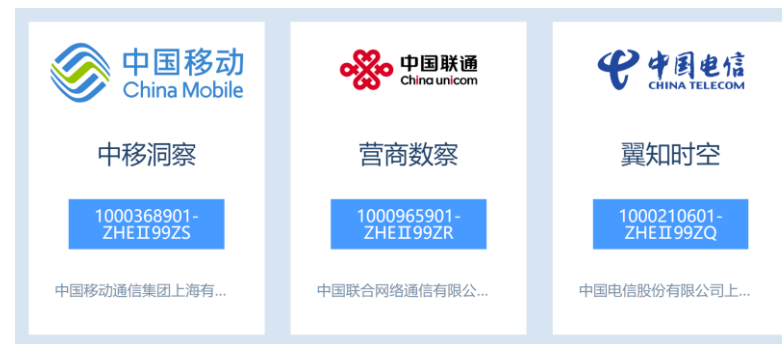 中国移动
China Mobile
中移洞察
1000368901-
ZHEⅡ99ZS
中国移动通信集团上海有...
中国联通
China unicom
营商数察
1000965901-
ZHEⅡ99ZR
中国联合网络通信有限公...
中国电信
CHINA TELECOM
翼知时空
1000210601-
ZHEⅡ99ZQ
中国电信股份有限公司上...